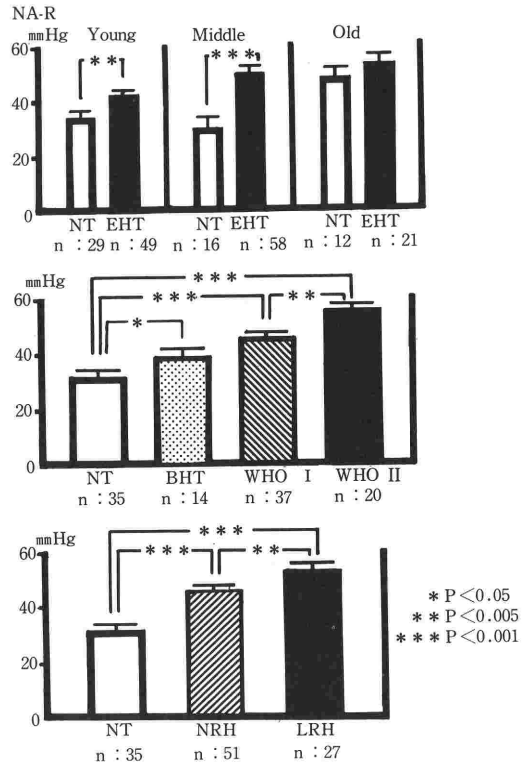 NA-R
mmHg Young Middle Old
60 ** ***
40
20
0
NT EHT NT EHT NT EHT
n :29 n :49 n :16 n :58 n :12 n :21
mmHg ***
60 *** **
40 *
20
0
NT BHT WHO I WHO II
n :35 n :14 n :37 n :20
mmHg ***
60 *** **
40
20
0
* P<0.05
** P<0.005
*** P<0.001
NT NRH LRH
n :35 n :51 n :27